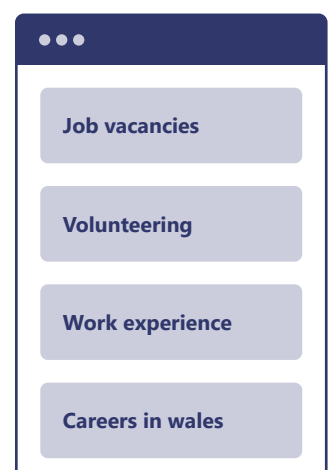 Job vacancies
Volunteering
Work experience
Careers in wales